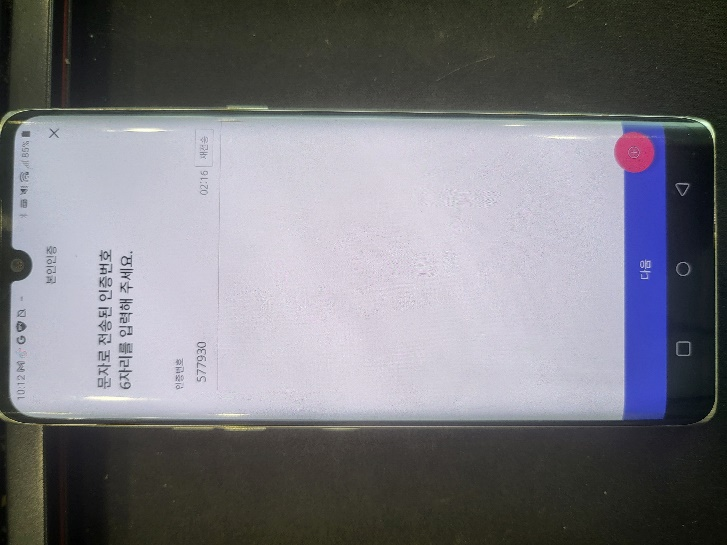 10:12
G
85%
본인인증
×
문자로 전송된 인증번호
6자리를 입력해 주세요.
인증번호
577930
02:16
재전송
다음